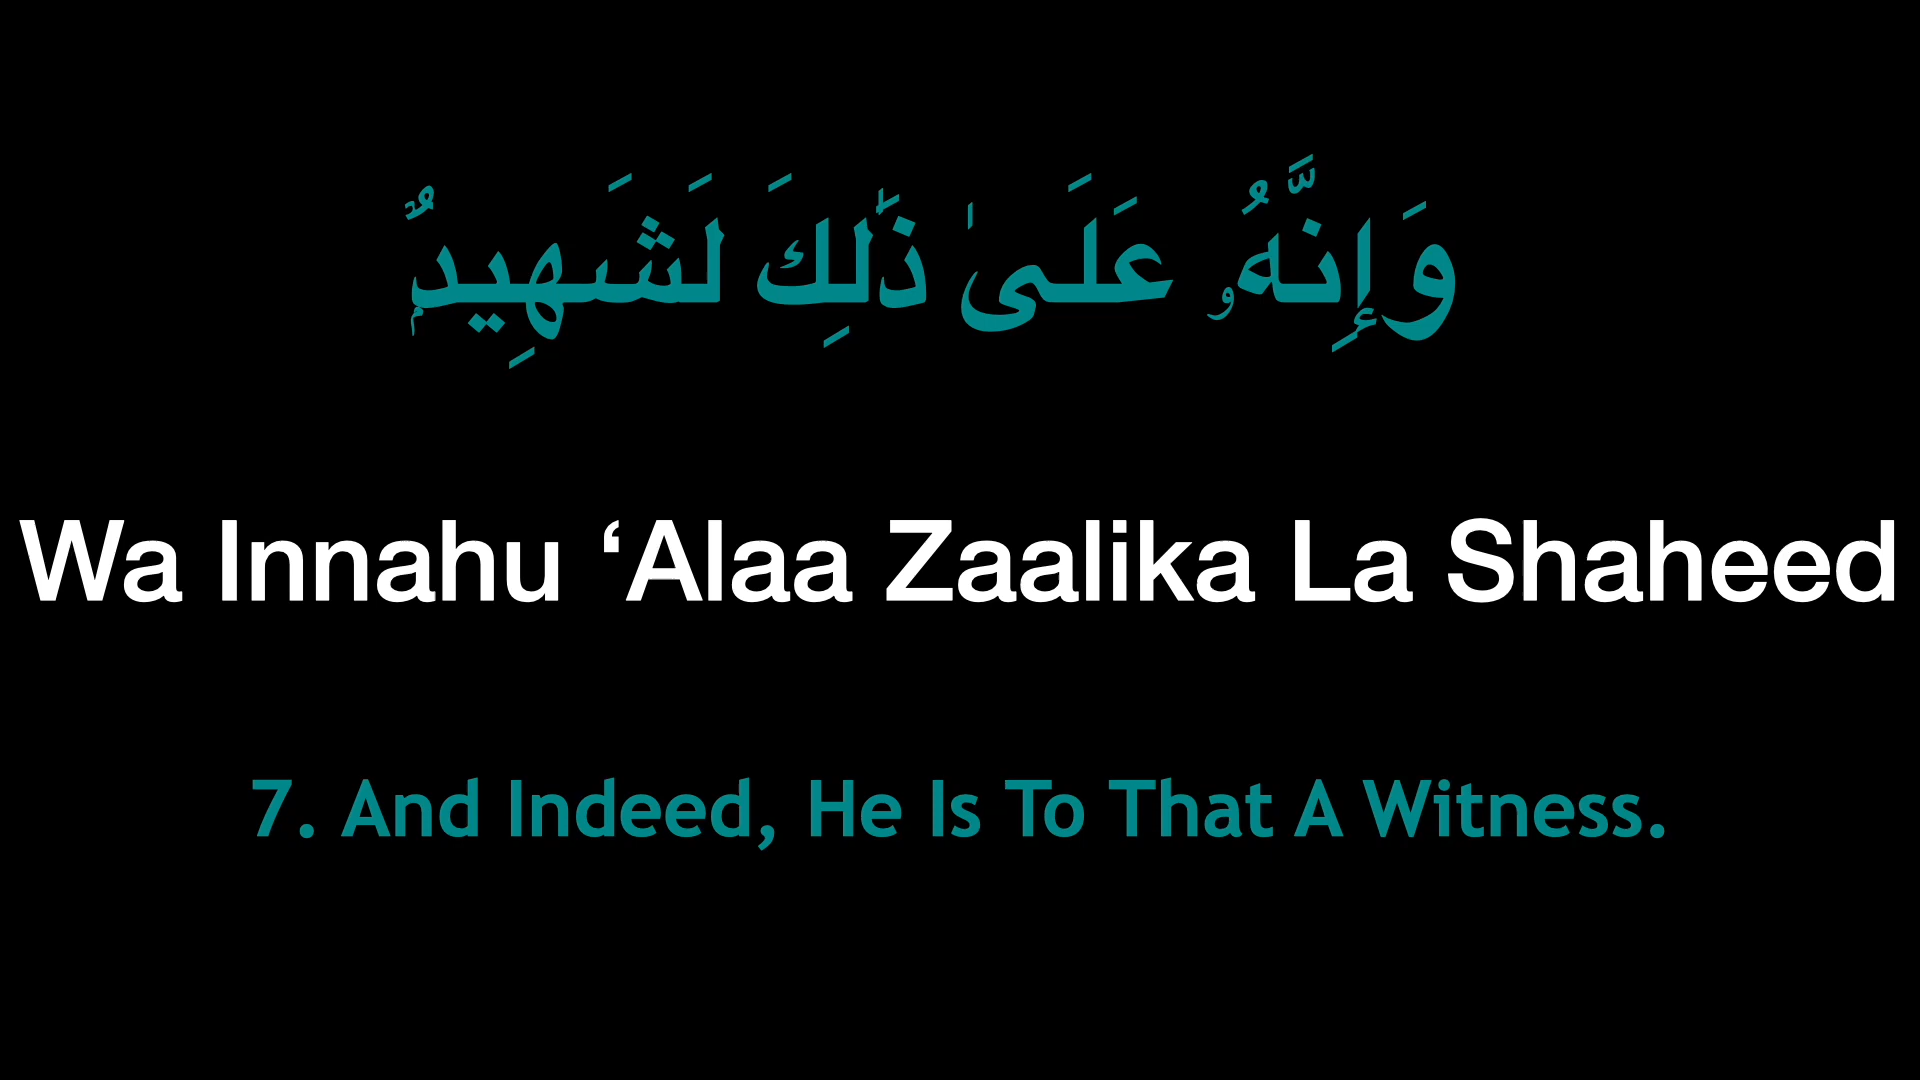 وَإِنَّهُۥ عَلَىٰ ذَٰلِكَ لَشَهِيدٌۭ
Wa Innahu ‘Alaa Zaalika La Shaheed
7. And Indeed, He Is To That A Witness.